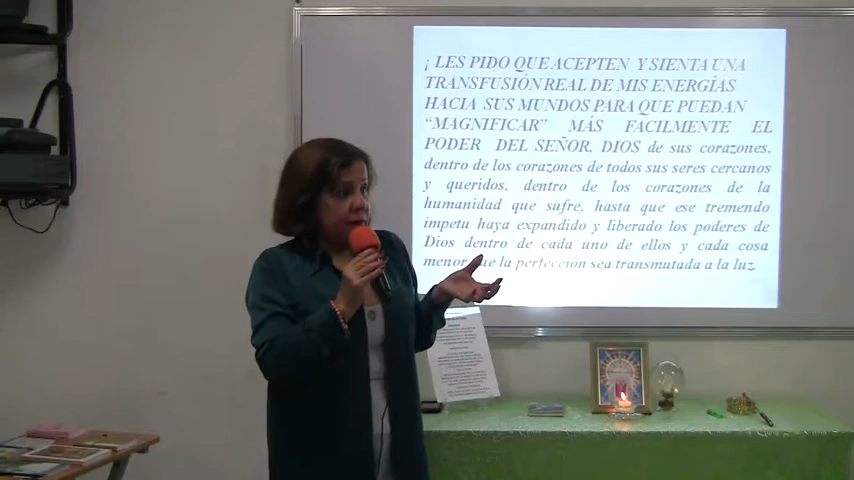 ¡ LES PIDO QUE ACEPTEN Y SIENTA UNA
TRANSFUSIÓN REAL DE MIS ENERGÍAS
HACIA SUS MUNDOS PARA QUE PUEDAN
“MAGNIFICAR” MÁS FACILMENTE EL
PODER DEL SEÑOR DIOS de sus corazones,
dentro de los corazones de todos sus seres cercanos
y queridos, dentro de los corazones de la
humanidad que sufre, hasta que ese tremendo
ímpetu haya expandido y liberado los poderes de
Dios dentro de cada uno de ellos y cada cosa
menor que la perfección sea transmutada a la luz